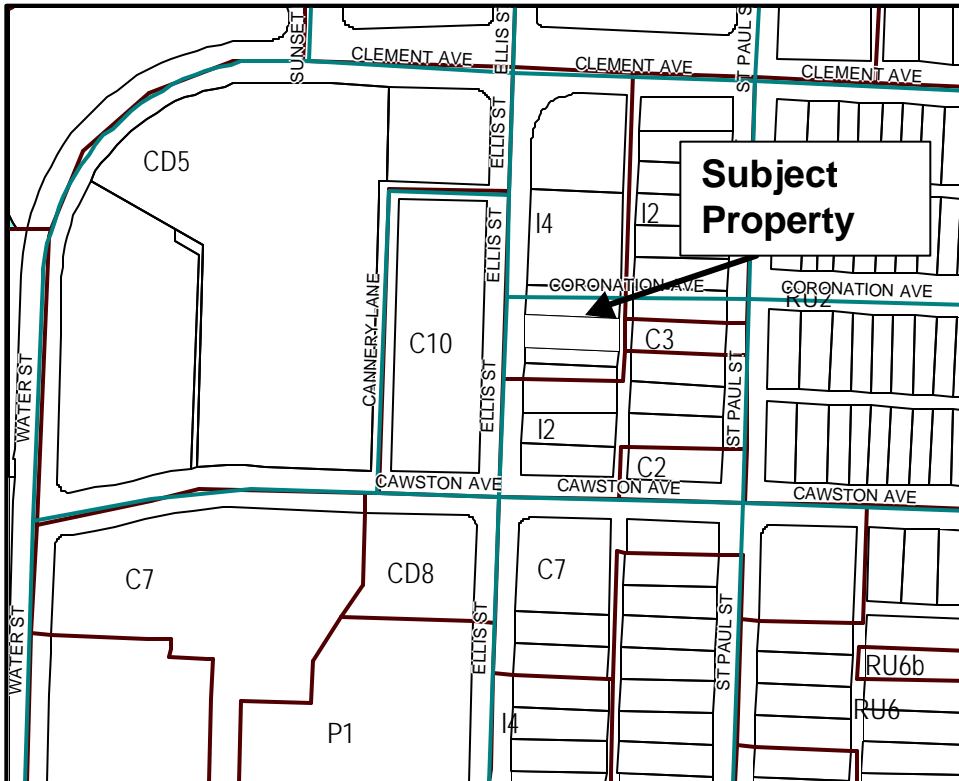 SUNSET
ELLIS ST
ST PAUL S
CLEMENT AVE
CLEMENT AVE
CLEMENT AVE
CD5
ELLIS ST
Subject
Property
I4
I2
ELLIS ST
CORONATION AVE
CORONATION AVE
RU2
CANNERY LANE
C10
C3
WATER ST
ELLIS ST
ST PAUL ST
I2
C2
CAWSTON AVE
CAWSTON AVE
CAWSTON AVE
C7
CD8
C7
WATER ST
ELLIS ST
ST PAUL ST
RU6b
RU6
I4
P1